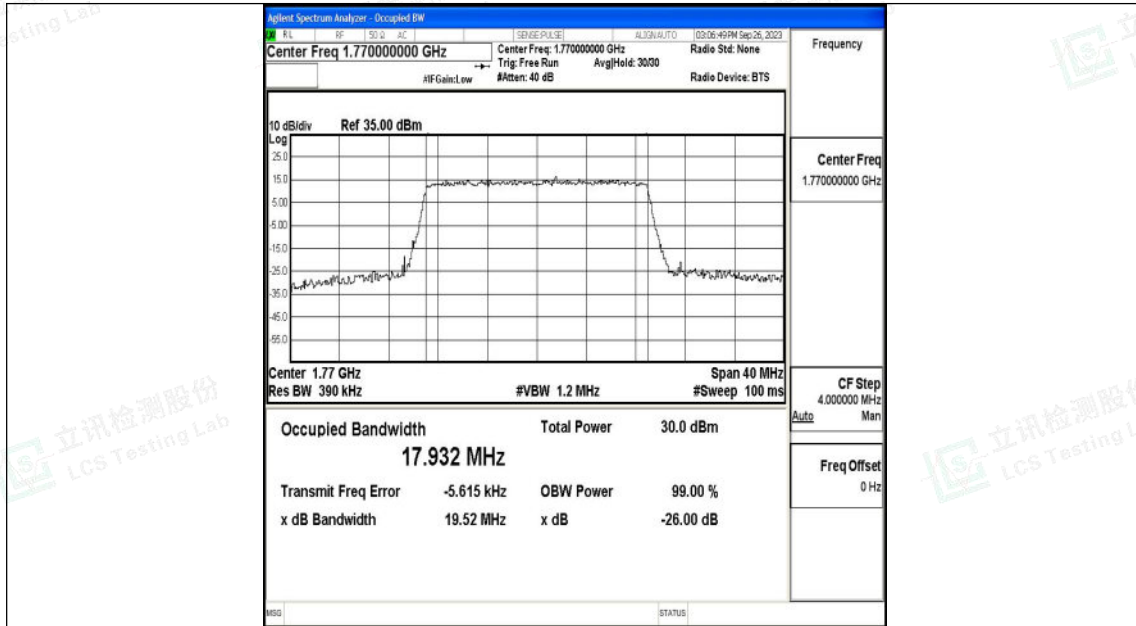 Agilent Spectrum Analyzer - Occupied BW
RL RF 50 Ω AC SENSE:PULSE ALIGNAUTO 03:06:49 PM Sep 26, 2023
Center Freq 1.770000000 GHz
Center Freq: 1.770000000 GHz
Radio Std: None
Trig: Free Run Avg|Hold: 30/30
#IFGain:Low
#Atten: 40 dB
Radio Device: BTS
Frequency
10 dB/div Ref 35.00 dBm
Log
25.0
15.0
5.00
-5.00
-15.0
-25.0
-35.0
-45.0
-55.0
Center 1.77 GHz Span 40 MHz
Res BW 390 kHz #VBW 1.2 MHz #Sweep 100 ms
Center Freq
1.770000000 GHz
CF Step
4.000000 MHz
Auto Man
Freq Offset
0 Hz
Occupied Bandwidth Total Power 30.0 dBm
17.932 MHz
Transmit Freq Error -5.615 kHz OBW Power 99.00 %
x dB Bandwidth 19.52 MHz x dB -26.00 dB
MSG STATUS
立讯检测股份
LCS Testing Lab
立讯检测股份
LCS Testing L